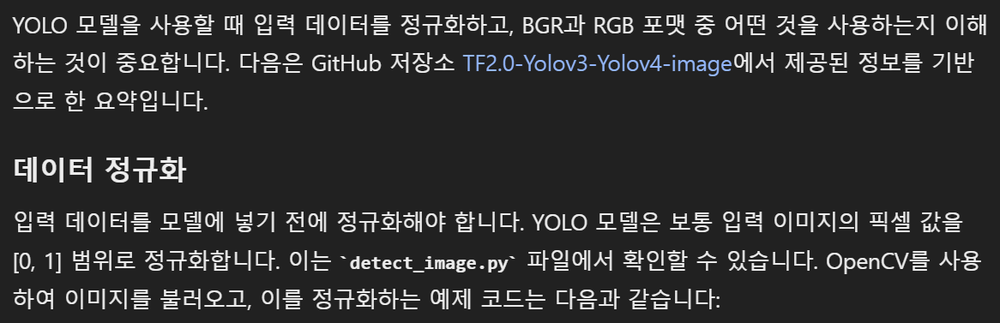 YOLO 모델을 사용할 때 입력 데이터를 정규화하고, BGR과 RGB 포맷 중 어떤 것을 사용하는지 이해
하는 것이 중요합니다. 다음은 GitHub 저장소 TF2.0-Yolov3-Yolov4-image에서 제공된 정보를 기반
으로 한 요약입니다.
데이터 정규화
입력 데이터를 모델에 넣기 전에 정규화해야 합니다. YOLO 모델은 보통 입력 이미지의 픽셀 값을
[0, 1] 범위로 정규화합니다. 이는 `detect_image.py` 파일에서 확인할 수 있습니다. OpenCV를 사용
하여 이미지를 불러오고, 이를 정규화하는 예제 코드는 다음과 같습니다: